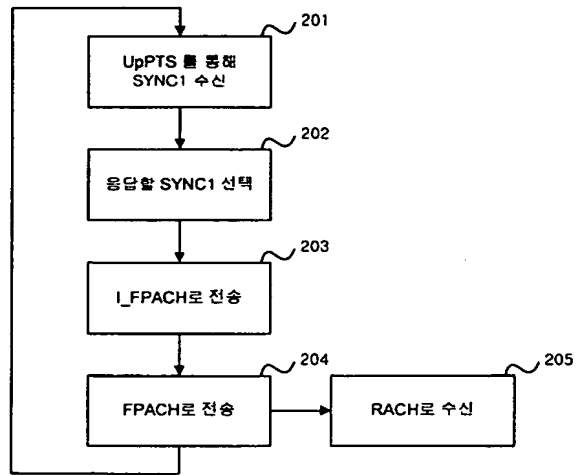 201
UpPTS 를 통해
SYNC1 수신
202
응답할 SYNC1 선택
203
I_FPACH로 전송
204
FPACH로 전송
205
RACH로 수신